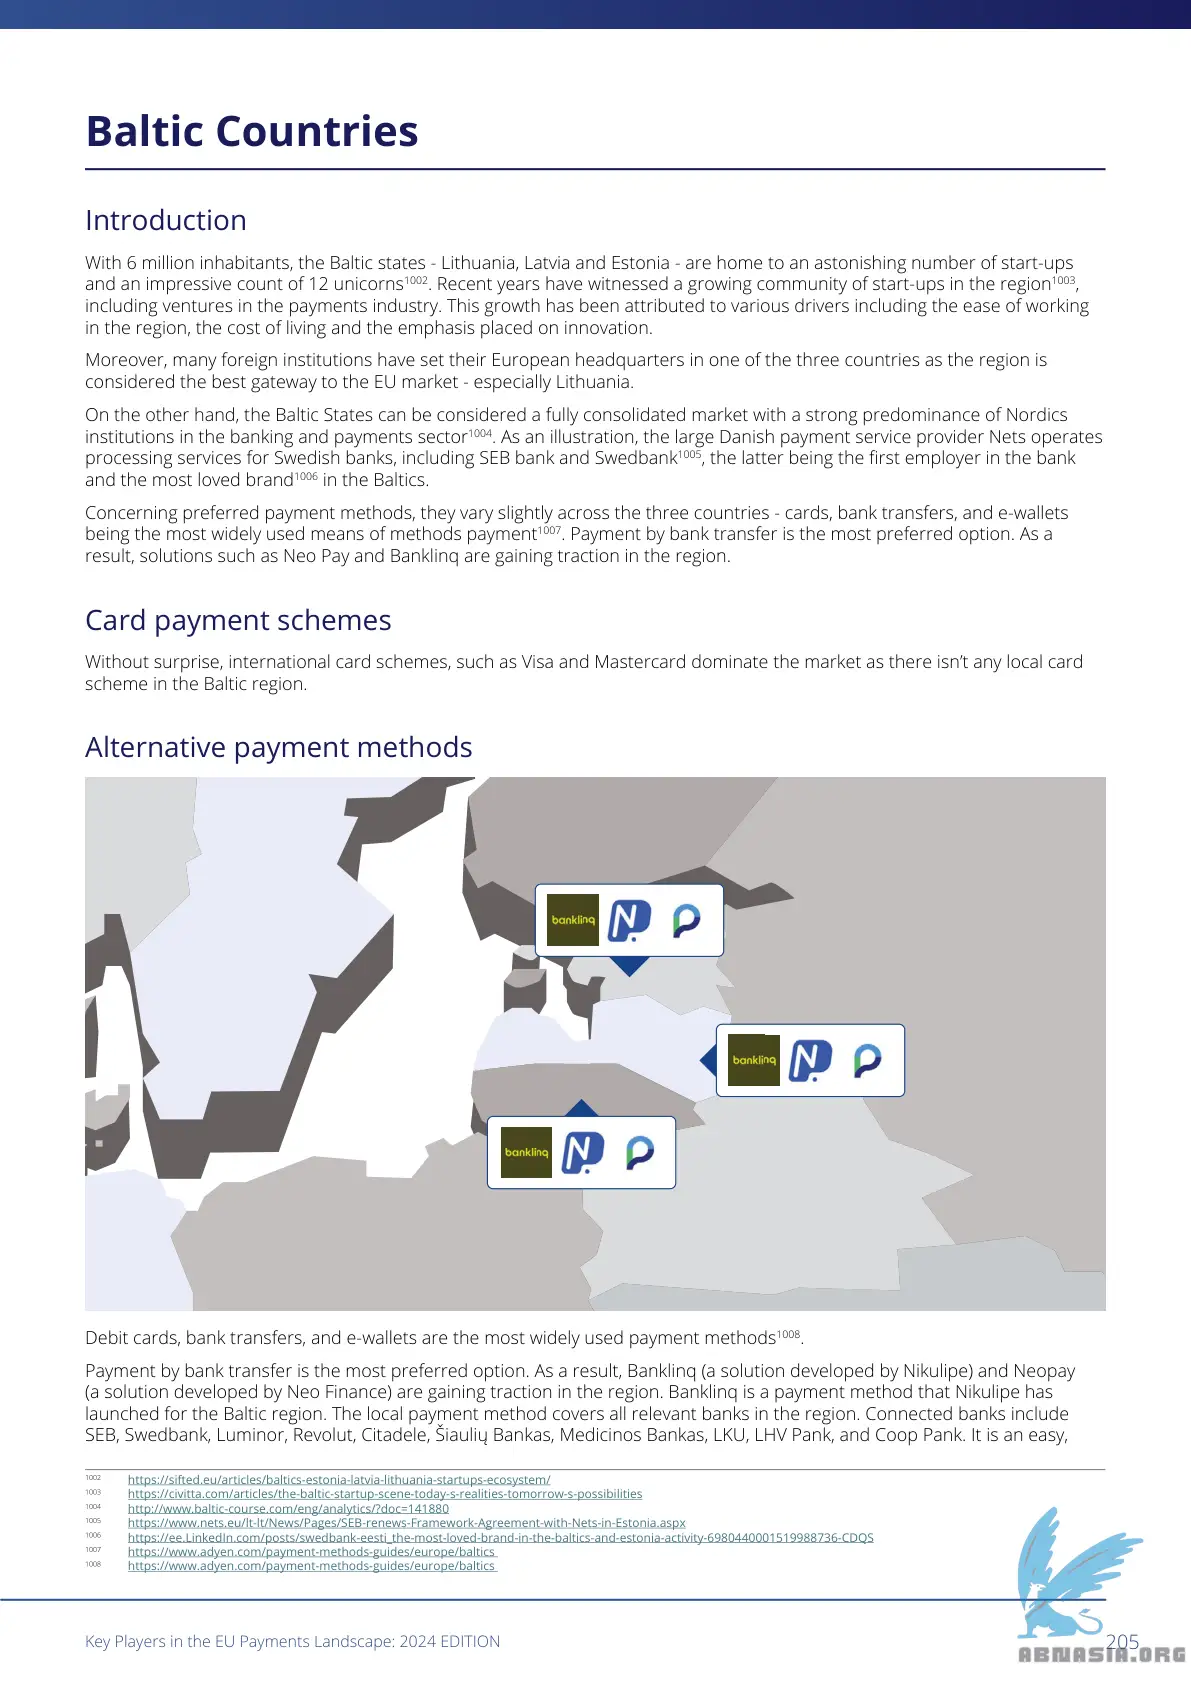 Baltic Countries
Introduction
With 6 million inhabitants, the Baltic states - Lithuania, Latvia and Estonia - are home to an astonishing number of start-ups
and an impressive count of 12 unicorns1002. Recent years have witnessed a growing community of start-ups in the region1003,
including ventures in the payments industry. This growth has been attributed to various drivers including the ease of working
in the region, the cost of living and the emphasis placed on innovation.
Moreover, many foreign institutions have set their European headquarters in one of the three countries as the region is
considered the best gateway to the EU market - especially Lithuania.
On the other hand, the Baltic States can be considered a fully consolidated market with a strong predominance of Nordics
institutions in the banking and payments sector1004. As an illustration, the large Danish payment service provider Nets operates
processing services for Swedish banks, including SEB bank and Swedbank1005, the latter being the first employer in the bank
and the most loved brand1006 in the Baltics.
Concerning preferred payment methods, they vary slightly across the three countries - cards, bank transfers, and e-wallets
being the most widely used means of methods payment1007. Payment by bank transfer is the most preferred option. As a
result, solutions such as Neo Pay and Banklinq are gaining traction in the region.
Card payment schemes
Without surprise, international card schemes, such as Visa and Mastercard dominate the market as there isn't any local card
scheme in the Baltic region.
Alternative payment methods
banklinq
banklinq
banklinq
Debit cards, bank transfers, and e-wallets are the most widely used payment methods1008.
Payment by bank transfer is the most preferred option. As a result, Banklinq (a solution developed by Nikulipe) and Neopay
(a solution developed by Neo Finance) are gaining traction in the region. Banklinq is a payment method that Nikulipe has
launched for the Baltic region. The local payment method covers all relevant banks in the region. Connected banks include
SEB, Swedbank, Luminor, Revolut, Citadele, Šiaulių Bankas, Medicinos Bankas, LKU, LHV Pank, and Coop Pank. It is an easy,
1002 https://sifted.eu/articles/baltics-estonia-latvia-lithuania-startups-ecosystem/
1003 https://civitta.com/articles/the-baltic-startup-scene-today-s-realities-tomorrow-s-possibilities
1004 http://www.baltic-course.com/eng/analytics/?doc=141880
1005 https://www.nets.eu/lt-lt/News/Pages/SEB-renews-Framework-Agreement-with-Nets-in-Estonia.aspx
1006 https://ee.LinkedIn.com/posts/swedbank-eesti_the-most-loved-brand-in-the-baltics-and-estonia-activity-6980440001519988736-CDQS
1007 https://www.adyen.com/payment-methods-guides/europe/baltics
1008 https://www.adyen.com/payment-methods-guides/europe/baltics
Key Players in the EU Payments Landscape: 2024 EDITION
205
ABNASIA.ORG